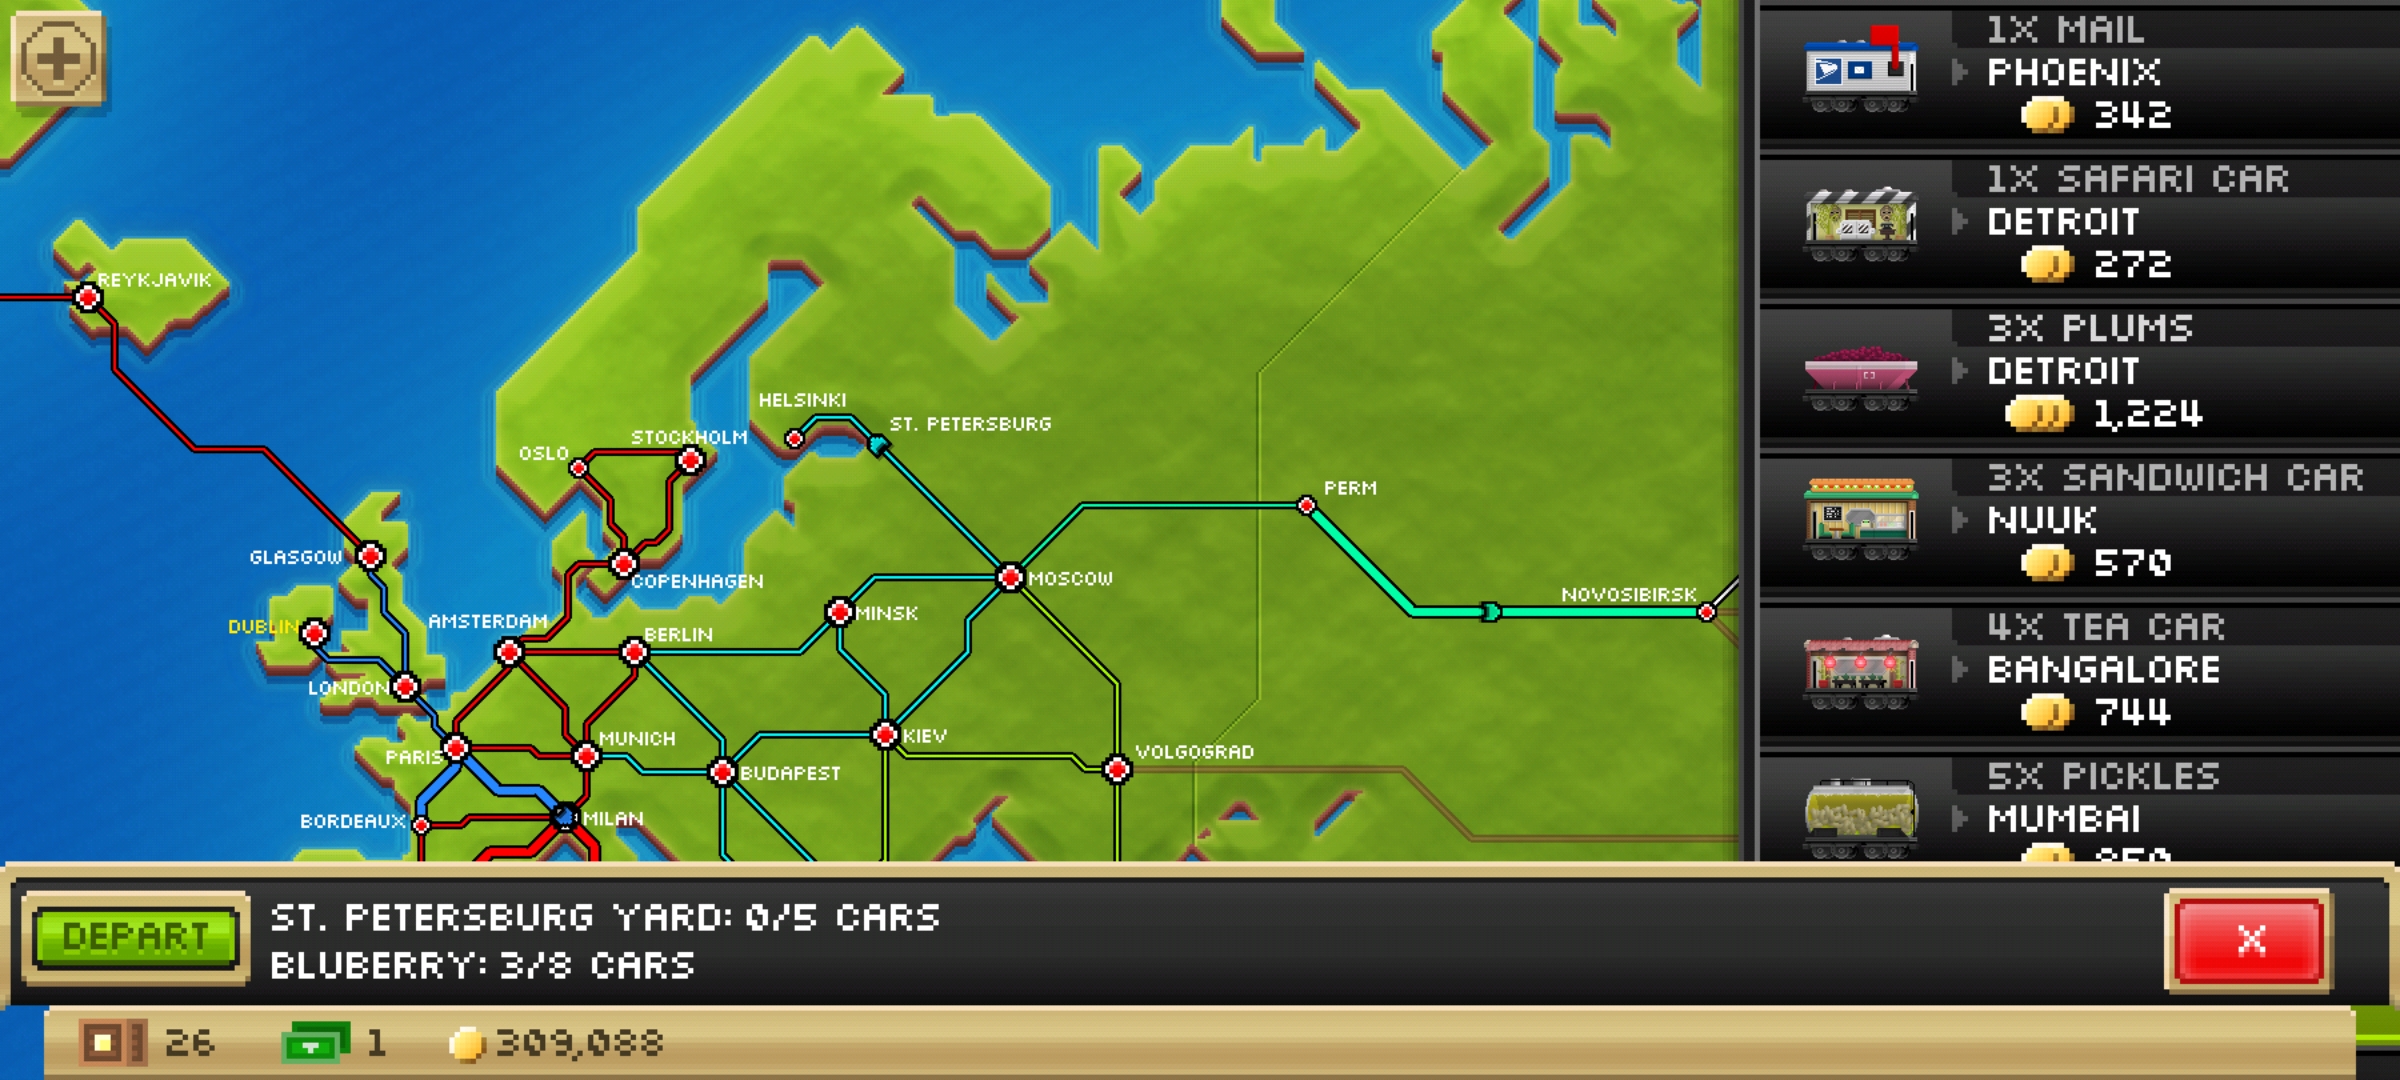 REYKJAVIK
HELSINKI
ST. PETERSBURG
STOCKHOLM
OSLO
PERM
GLASGOW
COPENHAGEN
MOSCOW
NOVOSIBIRSK
DUBLIN
AMSTERDAM
MINSK
BERLIN
LONDON
MUNICH
KIEV
VOLGOGRAD
PARIS
BUDAPEST
BORDEAUX
MILAN
1X MAIL
PHOENIX
342
1X SAFARI CAR
DETROIT
272
3X PLUMS
DETROIT
1,224
3X SANDWICH CAR
NUUK
570
4X TEA CAR
BANGALORE
744
5X PICKLES
MUMBAI
DEPART
ST. PETERSBURG YARD: 0/5 CARS
BLUBERRY: 3/8 CARS
X
26
1
309,088